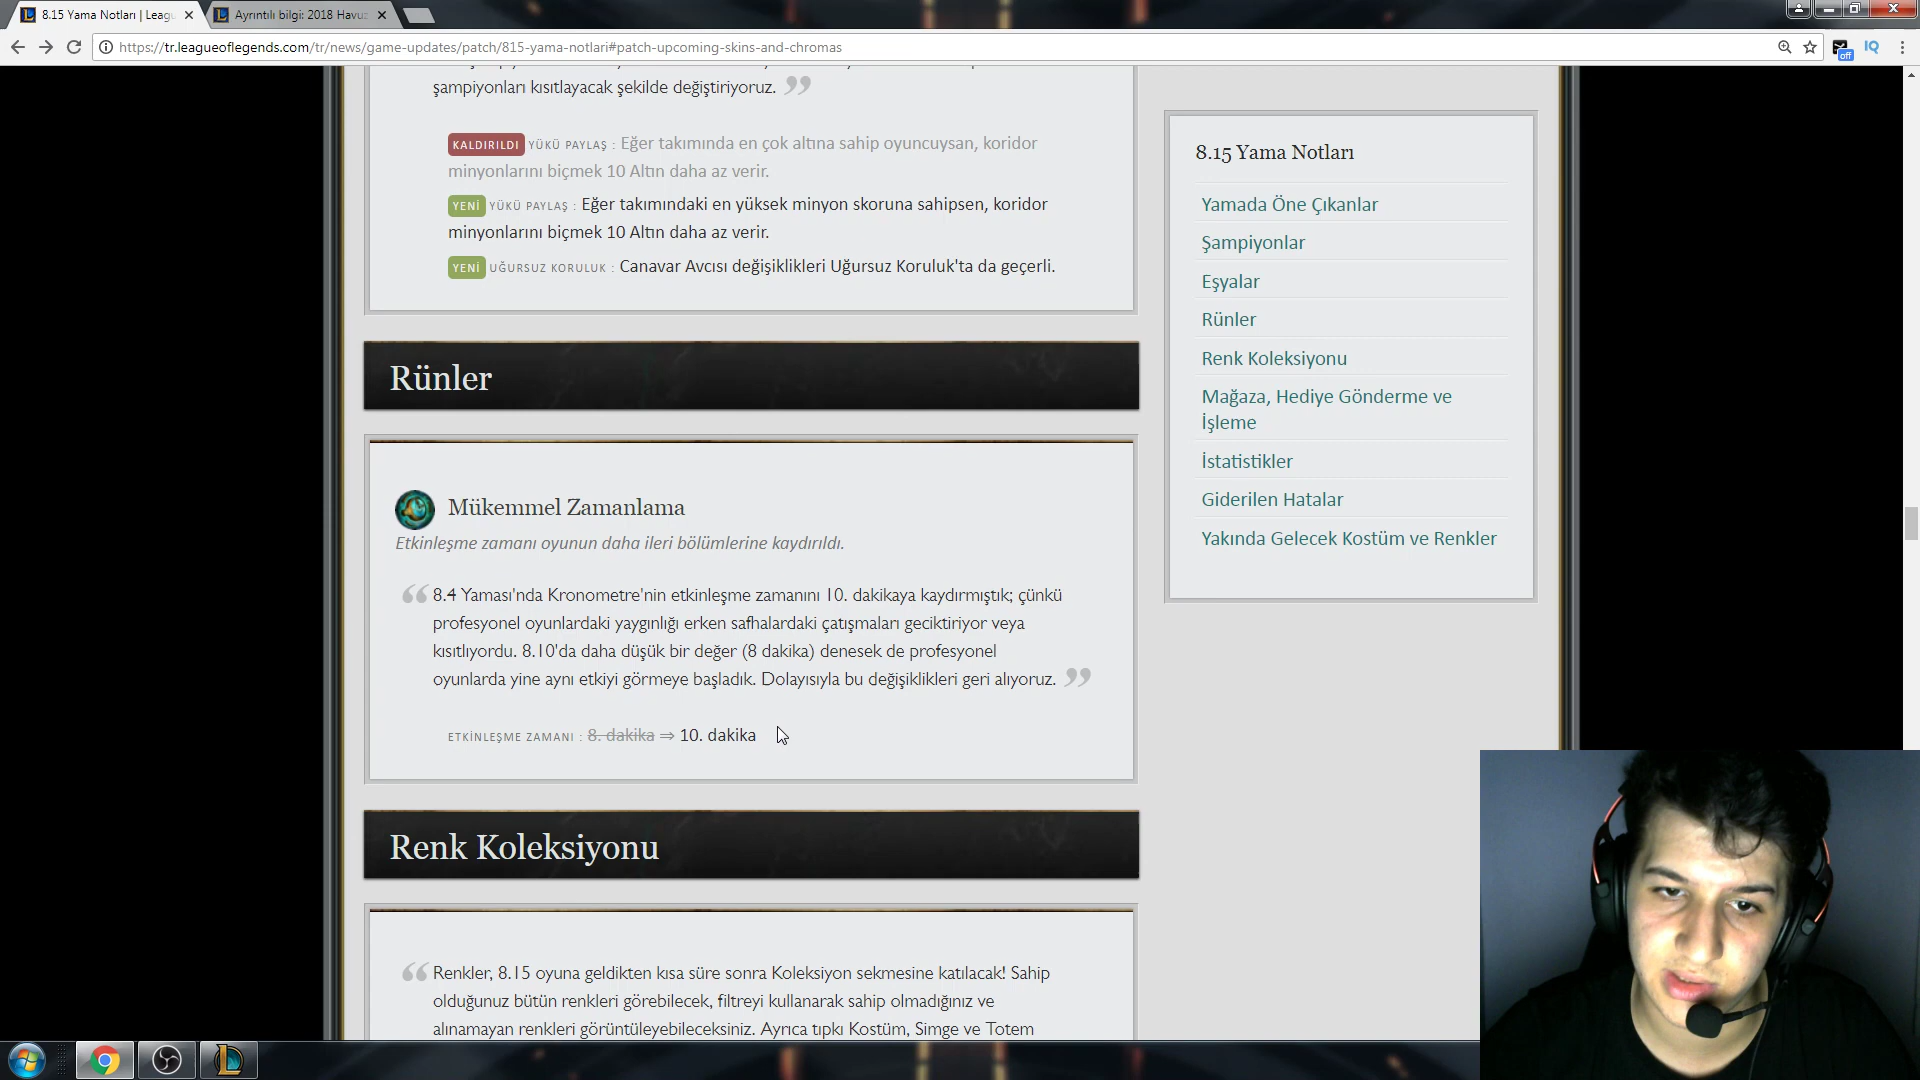 8.15 Yama Notları | Leag
Ayrıntılı bilgi: 2018 Havuz
https://tr.leagueoflegends.com/tr/news/game-updates/patch/815-yama-notlari#patch-upcoming-skins-and-chromas
off
IQ
şampiyonları kısıtlayacak şekilde değiştiriyoruz.
KALDIRILDI YÜKÜ PAYLAŞ : Eğer takımında en çok altına sahip oyuncuysan, koridor
minyonlarını biçmek 10 Altın daha az verir.
YENİ YÜKÜ PAYLAŞ : Eğer takımındaki en yüksek minyon skoruna sahipsen, koridor
minyonlarını biçmek 10 Altın daha az verir.
YENİ UĞURSUZ KORULUK : Canavar Avcısı değişiklikleri Uğursuz Koruluk'ta da geçerli.
Rünler
Mükemmel Zamanlama
Etkinleşme zamanı oyunun daha ileri bölümlerine kaydırıldı.
“ 8.4 Yaması'nda Kronometre'nin etkinleşme zamanını 10. dakikaya kaydırmıştık; çünkü
profesyonel oyunlardaki yaygınlığı erken safhalardaki çatışmaları geciktiriyor veya
kısıtlıyordu. 8.10'da daha düşük bir değer (8 dakika) denesek de profesyonel
oyunlarda yine aynı etkiyi görmeye başladık. Dolayısıyla bu değişiklikleri geri alıyoruz. ”
ETKİNLEŞME ZAMANI : 8. dakika ⇒ 10. dakika
Renk Koleksiyonu
“ Renkler, 8.15 oyuna geldikten kısa süre sonra Koleksiyon sekmesine katılacak! Sahip
olduğunuz bütün renkleri görebilecek, filtreyi kullanarak sahip olmadığınız ve
alınamayan renkleri görüntüleyebileceksiniz. Ayrıca tıpkı Kostüm, Simge ve Totem
8.15 Yama Notları
Yamada Öne Çıkanlar
Şampiyonlar
Eşyalar
Rünler
Renk Koleksiyonu
Mağaza, Hediye Gönderme ve
İşleme
İstatistikler
Giderilen Hatalar
Yakında Gelecek Kostüm ve Renkler